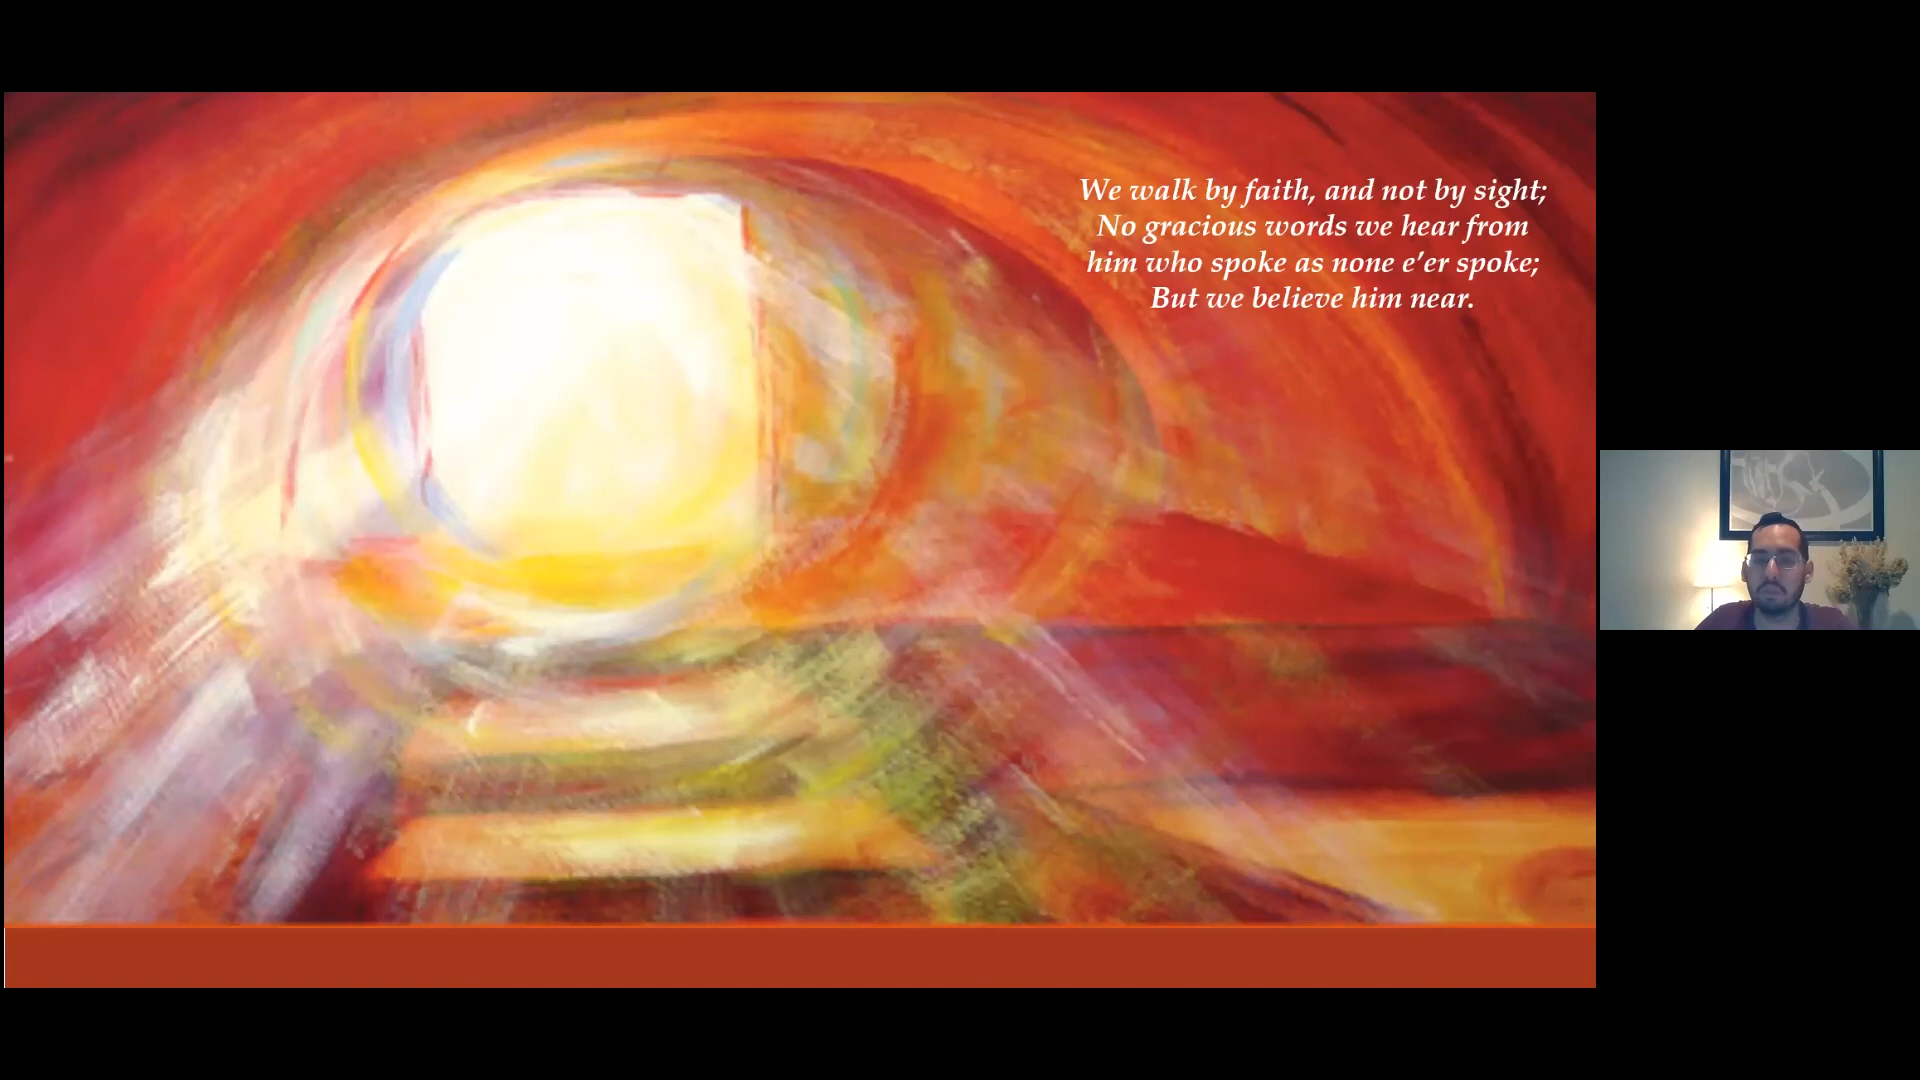 We walk by faith, and not by sight;
No gracious words we hear from
him who spoke as none e’er spoke;
But we believe him near.